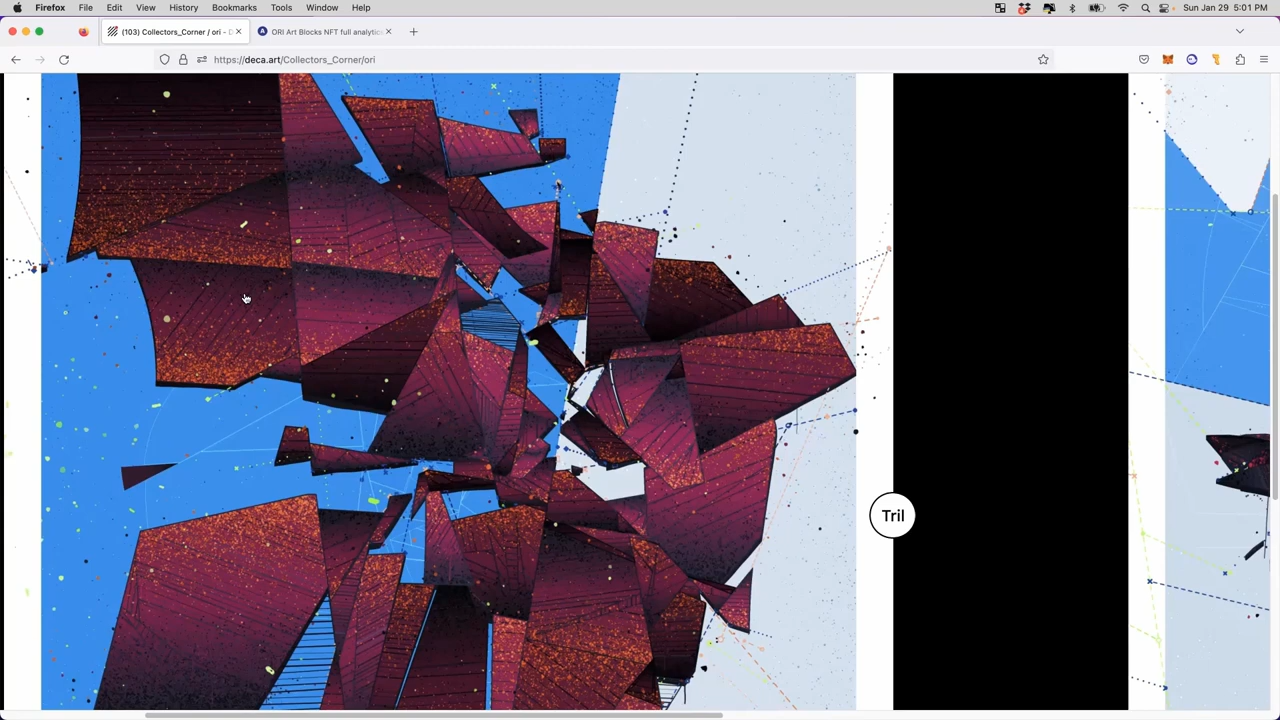 Firefox File Edit View History Bookmarks Tools Window Help Sun Jan 29 5:01 PM
(103) Collectors_Corner / ori - D ORI Art Blocks NFT full analytics
https://deca.art/Collectors_Corner/ori
Tril